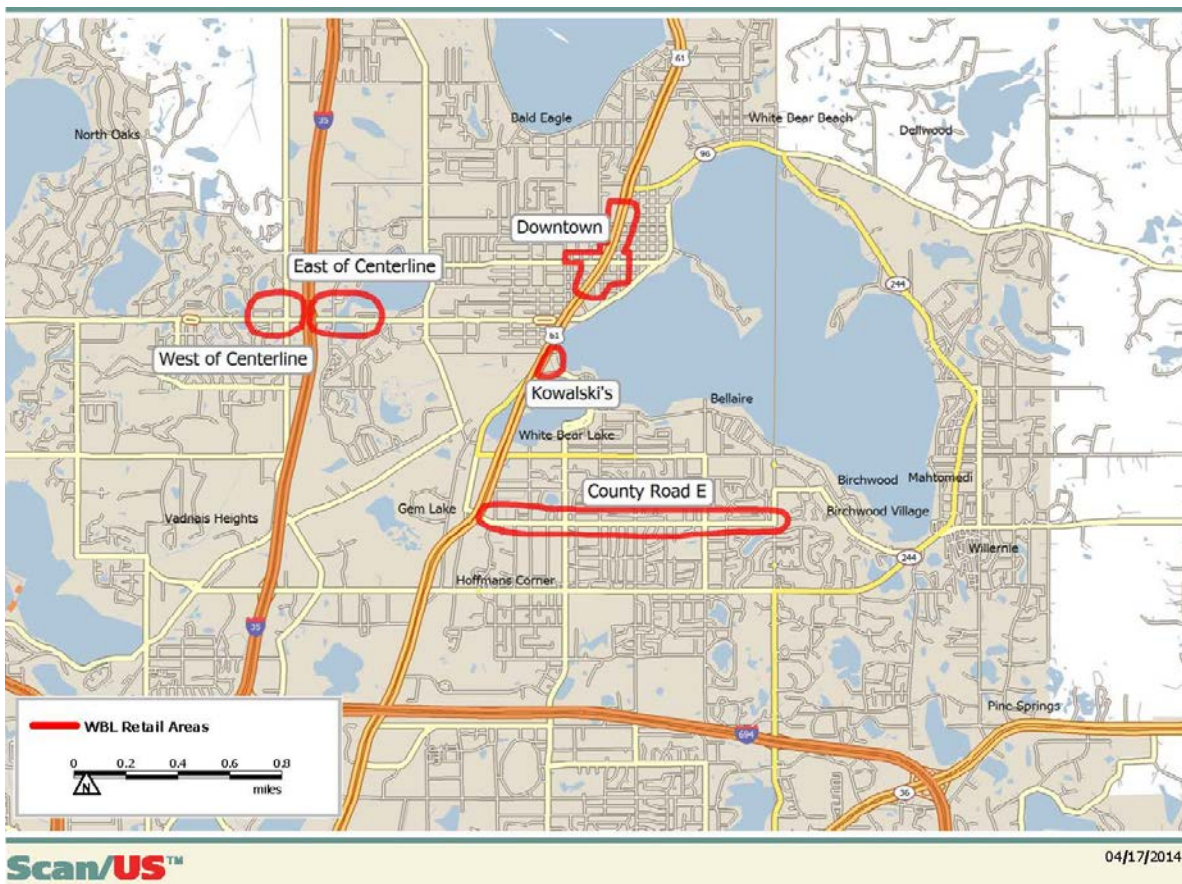 61
35
North Oaks
Bald Eagle
White Bear Beach
Dellwood
96
Downtown
East of Centerline
244
West of Centerline
61
Kowalski's
Bellaire
White Bear Lake
Birchwood
Mahtomedi
County Road E
Gem Lake
Birchwood Village
Vadnais Heights
Willernie
244
Hoffmans Corner
35
Pine Springs
WBL Retail Areas
694
0 0.2 0.4 0.6 0.8
miles
N
36
Scan/US™
04/17/2014